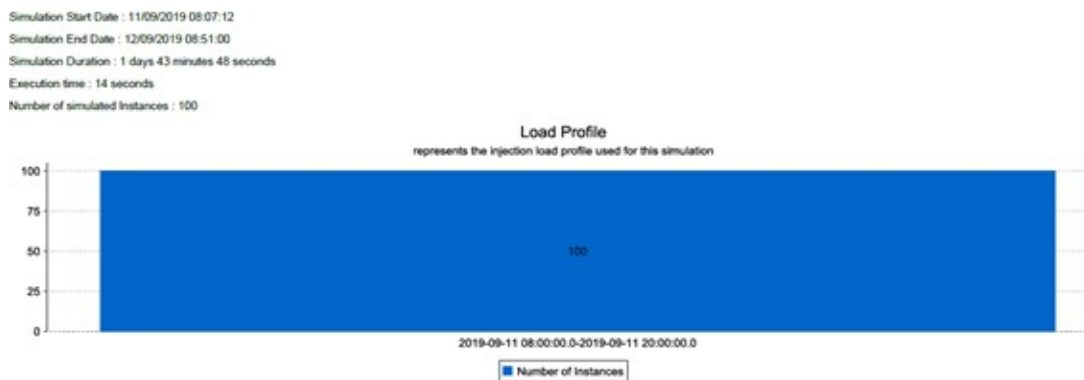 Simulation Start Date : 11/09/2019 08:07:12
Simulation End Date : 12/09/2019 08:51:00
Simulation Duration : 1 days 43 minutes 48 seconds
Execution time : 14 seconds
Number of simulated Instances : 100
Load Profile
represents the injection load profile used for this simulation
100
75
50
25
0
100
2019-09-11 08:00:00.0-2019-09-11 20:00:00.0
Number of Instances